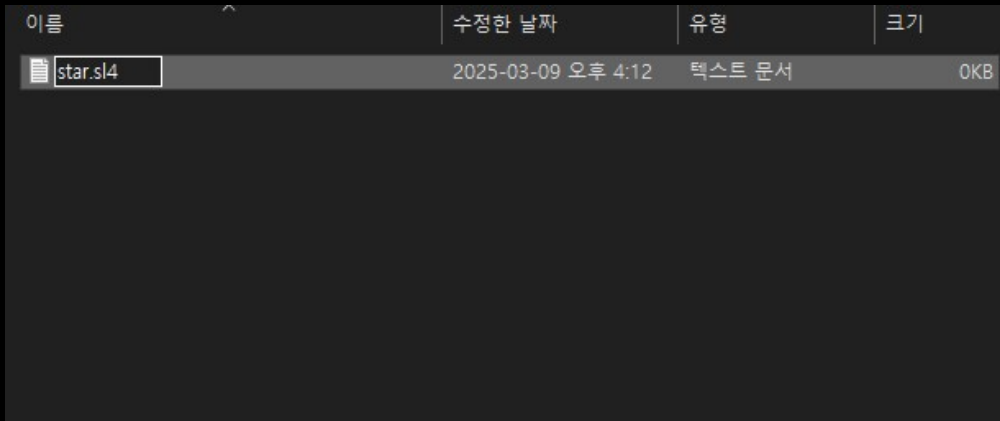 이름 수정한 날짜 유형 크기
star.sl4 2025-03-09 오후 4:12 텍스트 문서 0KB